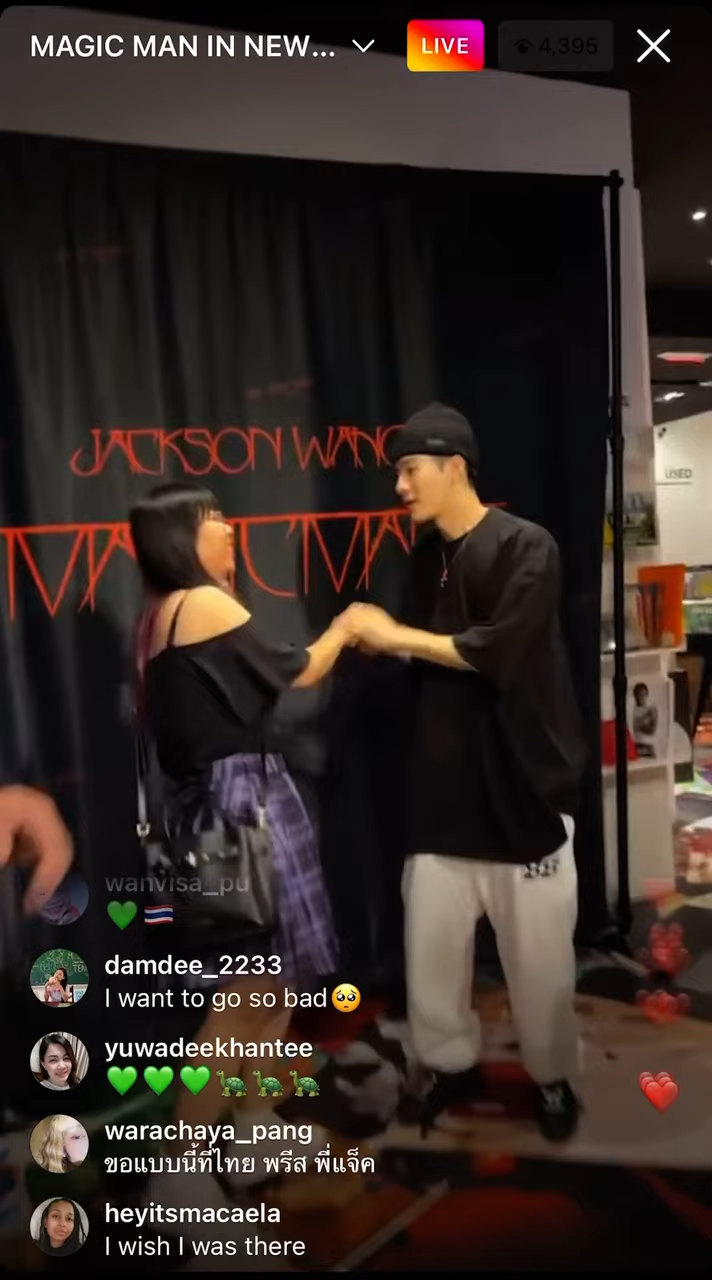 MAGIC MAN IN NEW...
LIVE
4,395
JACKSON WANG
MAGIC MAN
USED
wanvisa_pu
💚🇹🇭
damdee_2233
I want to go so bad🥺
yuwadeekhantee
💚💚💚🐢🐢🐢
warachaya_pang
ขอแบบนี้ที่ไทย พรีส พี่แจ็ค
heyitsmacaela
I wish I was there